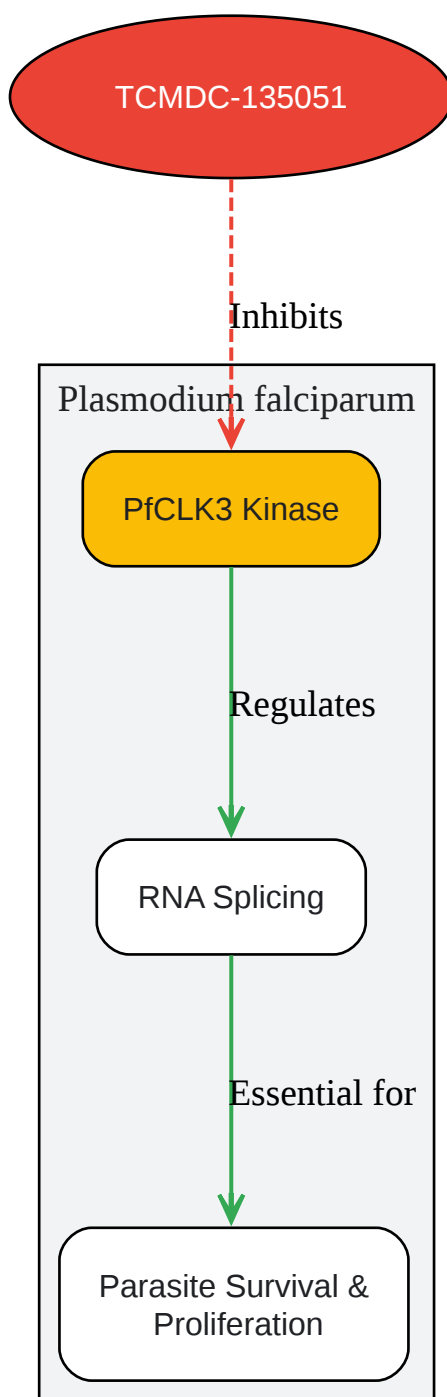 TCMDC-135051
Inhibits
Plasmodium falciparum
PfCLK3 Kinase
Regulates
RNA Splicing
Essential for
Parasite Survival &
Proliferation